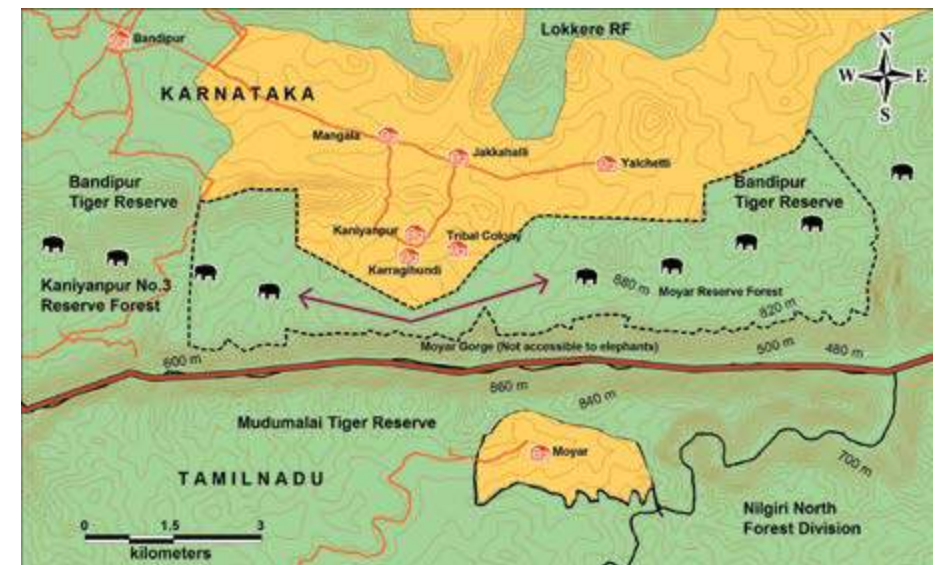 Lokkere RF
Bandipur
N
W E
S
KARNATAKA
Mangala
Jakkahalli
Yalchetti
Bandipur
Tiger Reserve
Bandipur
Tiger Reserve
Kaniyanpur
Tribal Colony
Karragihundi
Kaniyanpur No.3
Reserve Forest
880 m
Moyar Reserve Forest
820 m
Moyar Gorge (Not accessible to elephants)
500 m
480 m
600 m
860 m
840 m
Mudumalai Tiger Reserve
Moyar
TAMILNADU
700 m
Nilgiri North
Forest Division
0 1.5 3
kilometers